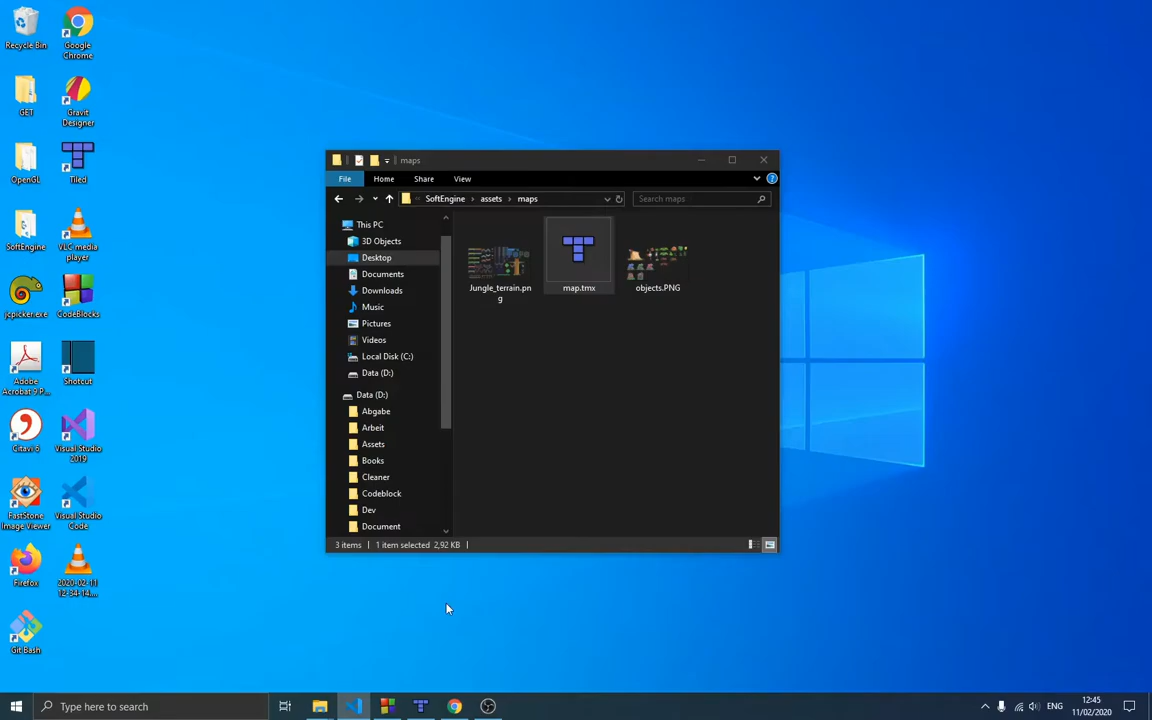 Recycle Bin
Google
Chrome
GBT
Gravit
Designer
OpenGL
Tiled
SoftEngine
VLC media
player
jcpicker.exe
CodeBlocks
Adobe
Acrobat 9 P...
Shotcut
Citavi 6
Visual Studio
2019
FastStone
Image Viewer
Visual Studio
Code
Firefox
2020-02-11
12-34-14....
Git Bash
maps
File
Home
Share
View
SoftEngine
assets
maps
Search maps
This PC
3D Objects
Desktop
Documents
Downloads
Music
Pictures
Videos
Local Disk (C:)
Data (D:)
Data (D:)
Abgabe
Arbeit
Assets
Books
Cleaner
Codeblock
Dev
Document
Jungle_terrain.pn
g
map.tmx
objects.PNG
3 items
1 item selected 2,92 KB
Type here to search
ENG
12:45
11/02/2020